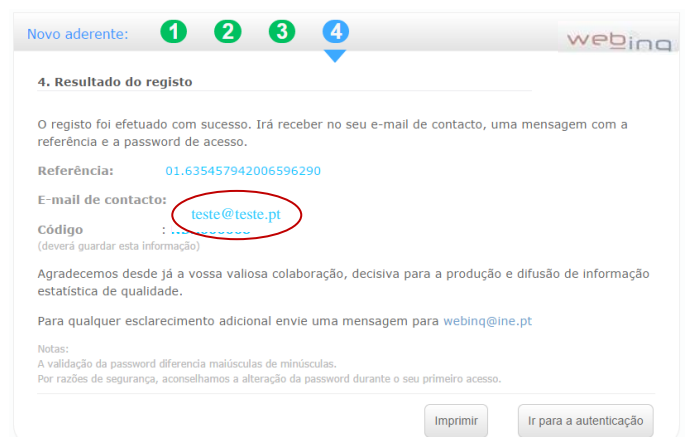 Novo aderente: 1 2 3 4 webinq
4. Resultado do registo
O registo foi efetuado com sucesso. Irá receber no seu e-mail de contacto, uma mensagem com a
referência e a password de acesso.
Referência: 01.635457942006596290
E-mail de contacto:
teste@teste.pt
Código :
(deverá guardar esta informação)
Agradecemos desde já a vossa valiosa colaboração, decisiva para a produção e difusão de informação
estatística de qualidade.
Para qualquer esclarecimento adicional envie uma mensagem para webinq@ine.pt
Notas:
A validação da password diferencia maiúsculas de minúsculas.
Por razões de segurança, aconselhamos a alteração da password durante o seu primeiro acesso.
Imprimir Ir para a autenticação